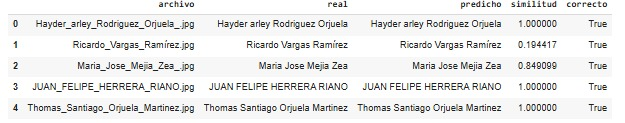 archivo real predicho similitud correcto
0 Hayder_arley_Rodriguez_Orjuela_.jpg Hayder arley Rodriguez Orjuela Hayder arley Rodriguez Orjuela 1.000000 True
1 Ricardo_Vargas_Ramírez.jpg Ricardo Vargas Ramírez Ricardo Vargas Ramírez 0.194417 True
2 Maria_Jose_Mejia_Zea_.jpg Maria Jose Mejia Zea Maria Jose Mejia Zea 0.849099 True
3 JUAN_FELIPE_HERRERA_RIANO.jpg JUAN FELIPE HERRERA RIANO JUAN FELIPE HERRERA RIANO 1.000000 True
4 Thomas_Santiago_Orjuela_Martinez.jpg Thomas Santiago Orjuela Martinez Thomas Santiago Orjuela Martinez 1.000000 True